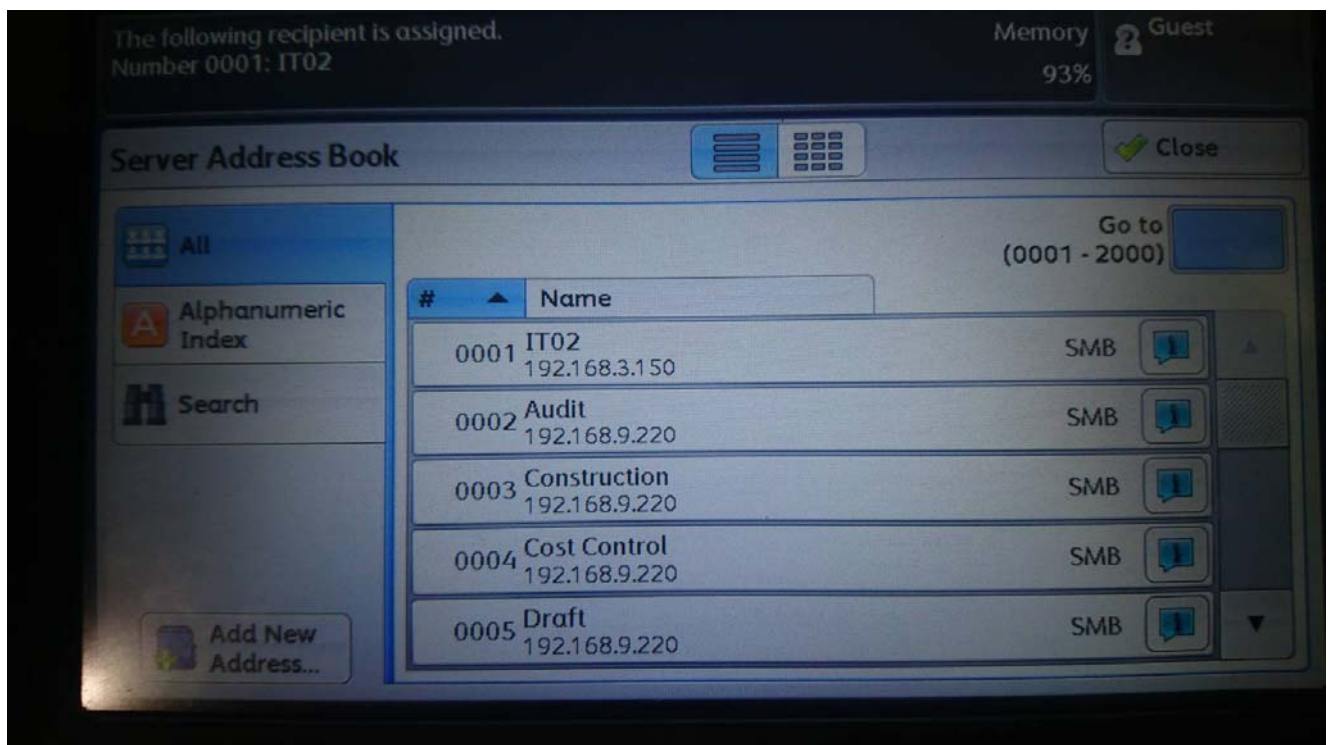 The following recipient is assigned.
Number 0001: IT02
Memory
93%
Guest
Server Address Book
Close
All
Alphanumeric
Index
Search
Add New
Address...
Go to
(0001 - 2000)
# Name
0001 IT02 SMB
192.168.3.150
0002 Audit SMB
192.168.9.220
0003 Construction SMB
192.168.9.220
0004 Cost Control SMB
192.168.9.220
0005 Draft SMB
192.168.9.220